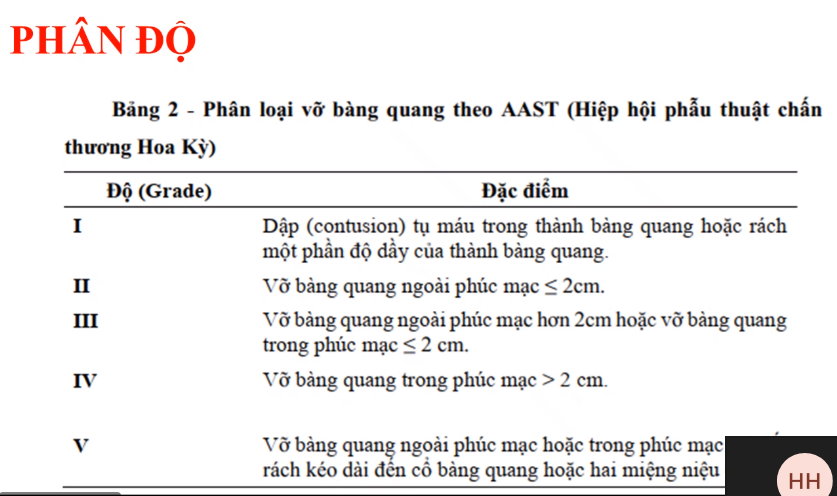 PHÂN ĐỘ
Bảng 2 - Phân loại vỡ bàng quang theo AAST (Hiệp hội phẫu thuật chấn
thương Hoa Kỳ)
Độ (Grade) Đặc điểm
I Dập (contusion) tụ máu trong thành bàng quang hoặc rách
một phần độ dầy của thành bàng quang.
II Vỡ bàng quang ngoài phúc mạc ≤ 2cm.
III Vỡ bàng quang ngoài phúc mạc hơn 2cm hoặc vỡ bàng quang
trong phúc mạc ≤ 2 cm.
IV Vỡ bàng quang trong phúc mạc > 2 cm.
V Vỡ bàng quang ngoài phúc mạc hoặc trong phúc mạc
rách kéo dài đến cổ bàng quang hoặc hai miệng niệu
HH